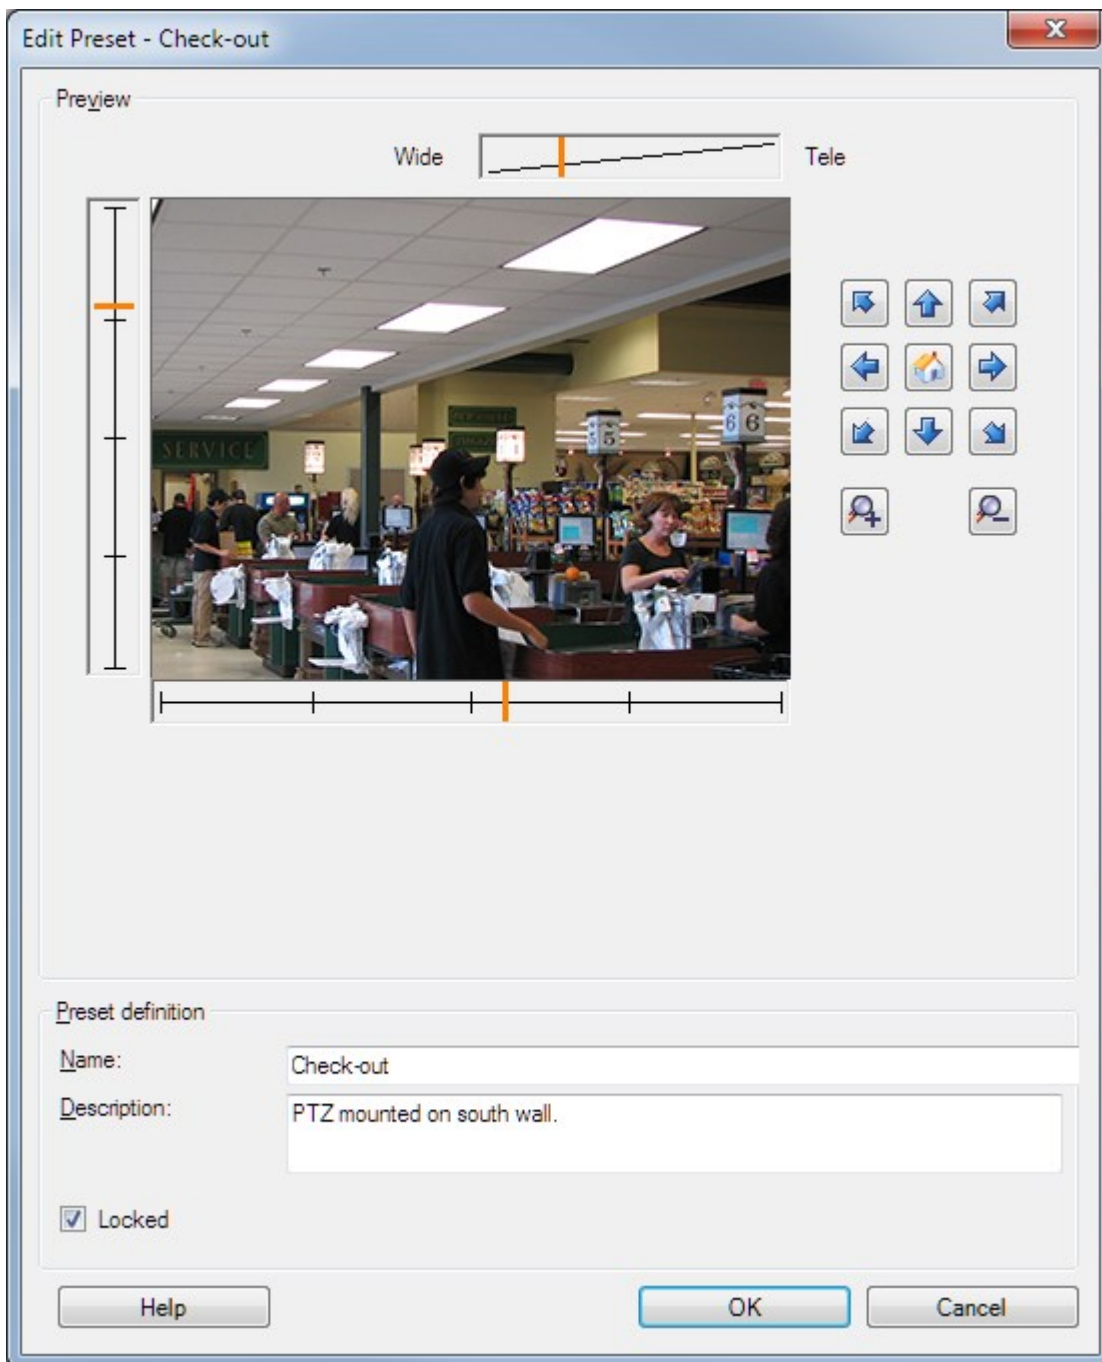 Edit Preset - Check-out
Preview
Wide
Tele
SERVICE
5 5
6 6
Preset definition
Name:
Check-out
Description:
PTZ mounted on south wall.
Locked
Help
OK
Cancel